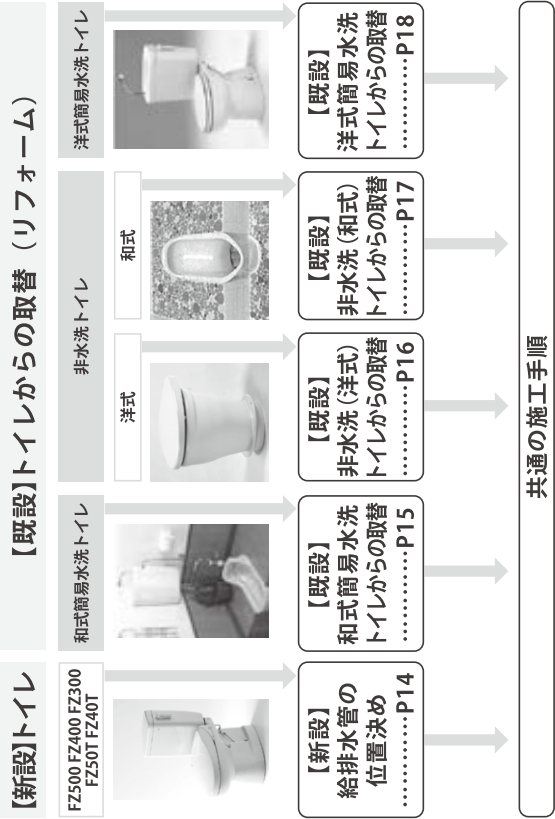 【新設】トイレ
FZ500 FZ400 FZ300
FZ50T FZ40T
【新設】
給排水管の
位置決め
…………P14
【既設】トイレからの取替（リフォーム）
和式簡易水洗トイレ
【既設】
和式簡易水洗
トイレからの取替
…………P15
非水洗トイレ
洋式
【既設】
非水洗（洋式）
トイレからの取替
…………P16
和式
【既設】
非水洗（和式）
トイレからの取替
…………P17
洋式簡易水洗トイレ
【既設】
洋式簡易水洗
トイレからの取替
…………P18
共通の施工手順